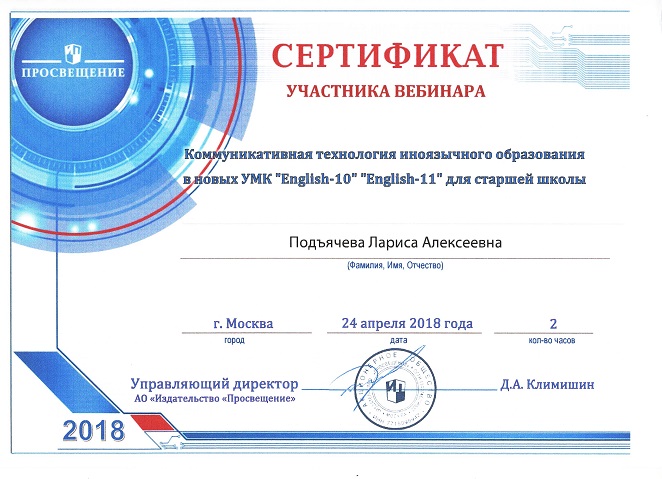 ПРОСВЕЩЕНИЕ
СЕРТИФИКАТ
УЧАСТНИКА ВЕБИНАРА
Коммуникативная технология иноязычного образования
в новых УМК "English-10" "English-11" для старшей школы
Подъячева Лариса Алексеевна
(Фамилия, Имя, Отчество)
г. Москва 24 апреля 2018 года 2
город дата кол-во часов
Управляющий директор Д.А. Климишин
АО «Издательство «Просвещение»
АКЦИОНЕРНОЕ ОБЩЕСТВО
2018